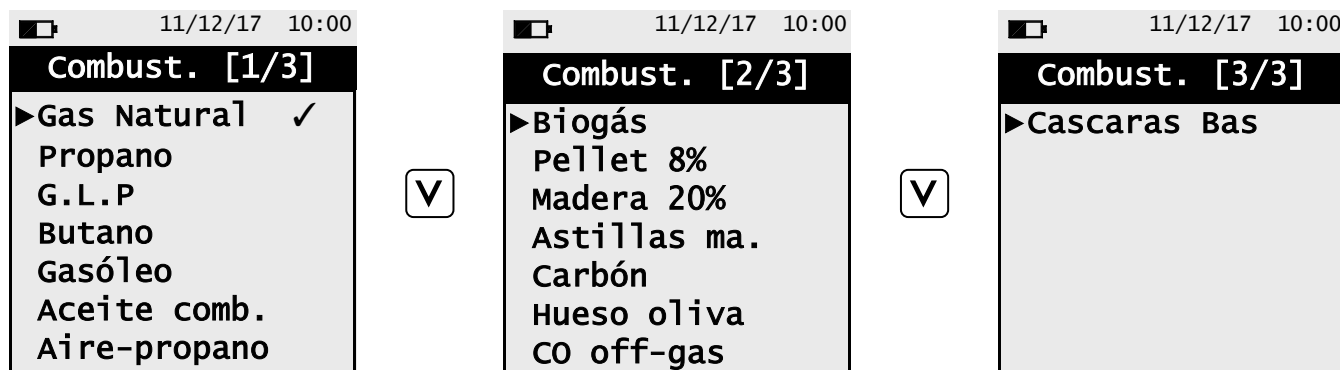 11/12/17 10:00
Combust. [1/3]
►Gas Natural ✓
Propano
G.L.P
Butano
Gasóleo
Aceite comb.
Aire-propano
V
11/12/17 10:00
Combust. [2/3]
►Biogás
Pellet 8%
Madera 20%
Astillas ma.
Carbón
Hueso oliva
CO off-gas
V
11/12/17 10:00
Combust. [3/3]
►Cascaras Bas